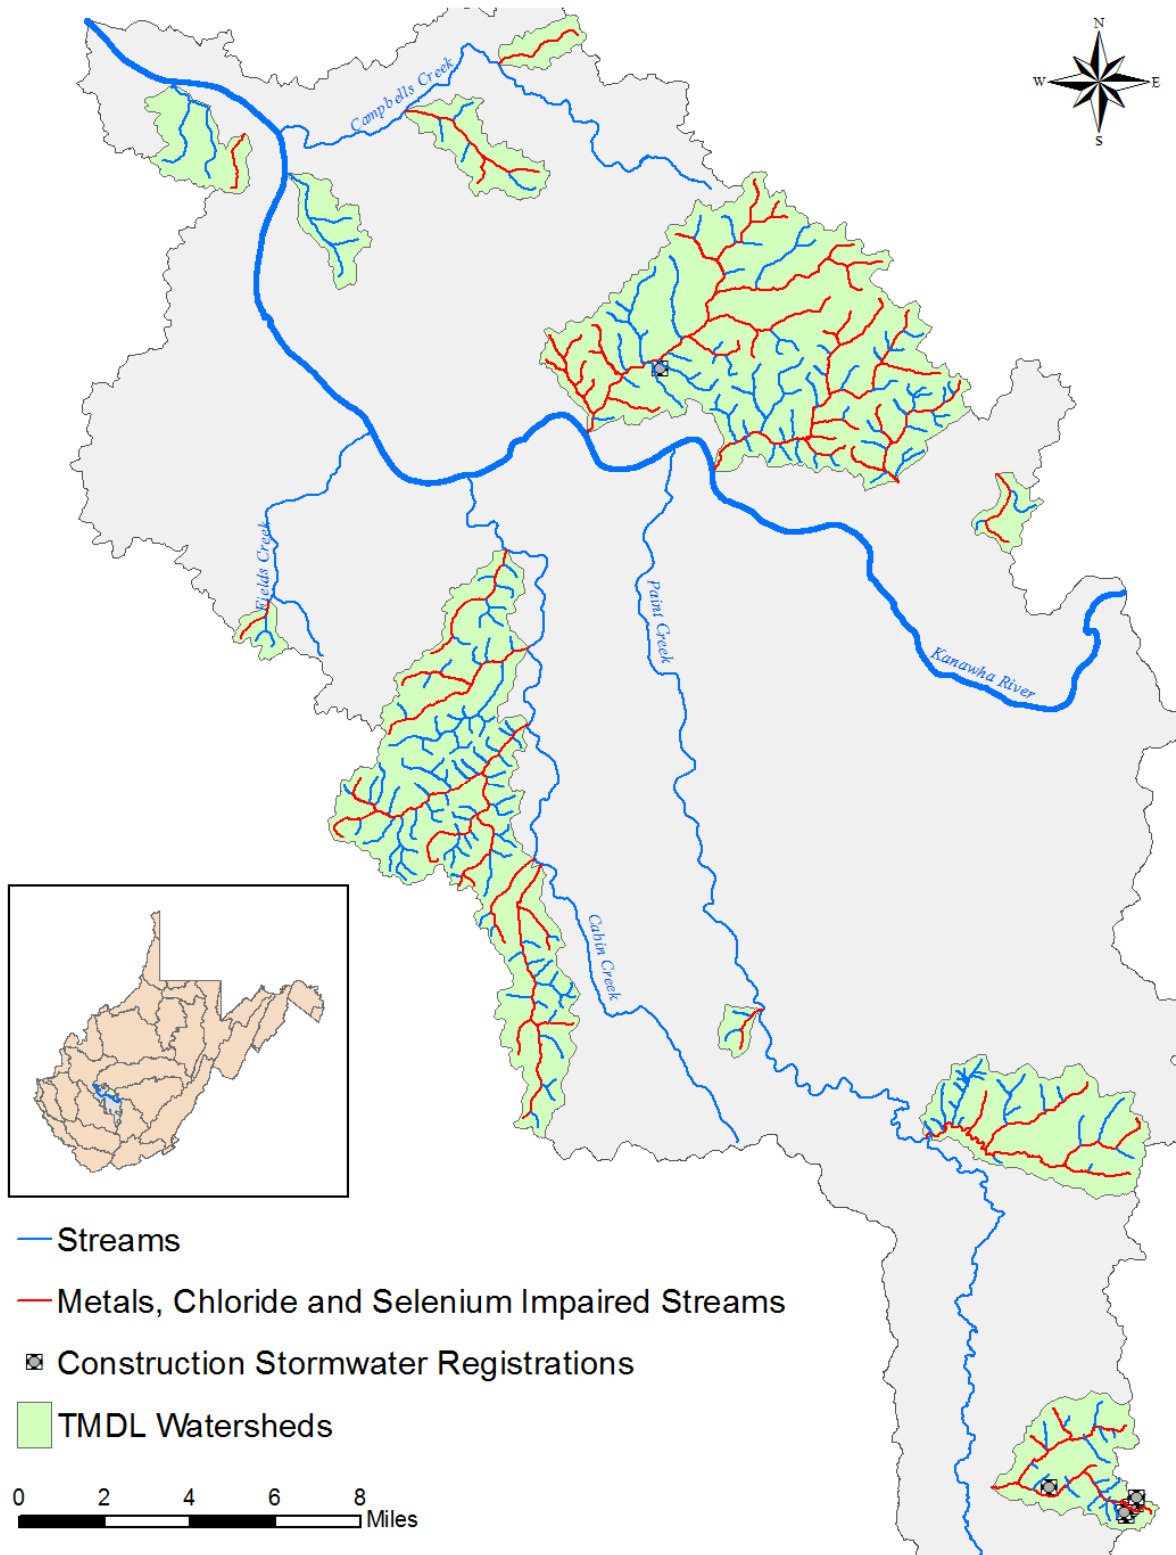 N
W E
S
Campbells Creek
Fields Creek
Paint Creek
Kanawha River
Cabin Creek
Streams
Metals, Chloride and Selenium Impaired Streams
Construction Stormwater Registrations
TMDL Watersheds
0 2 4 6 8
Miles